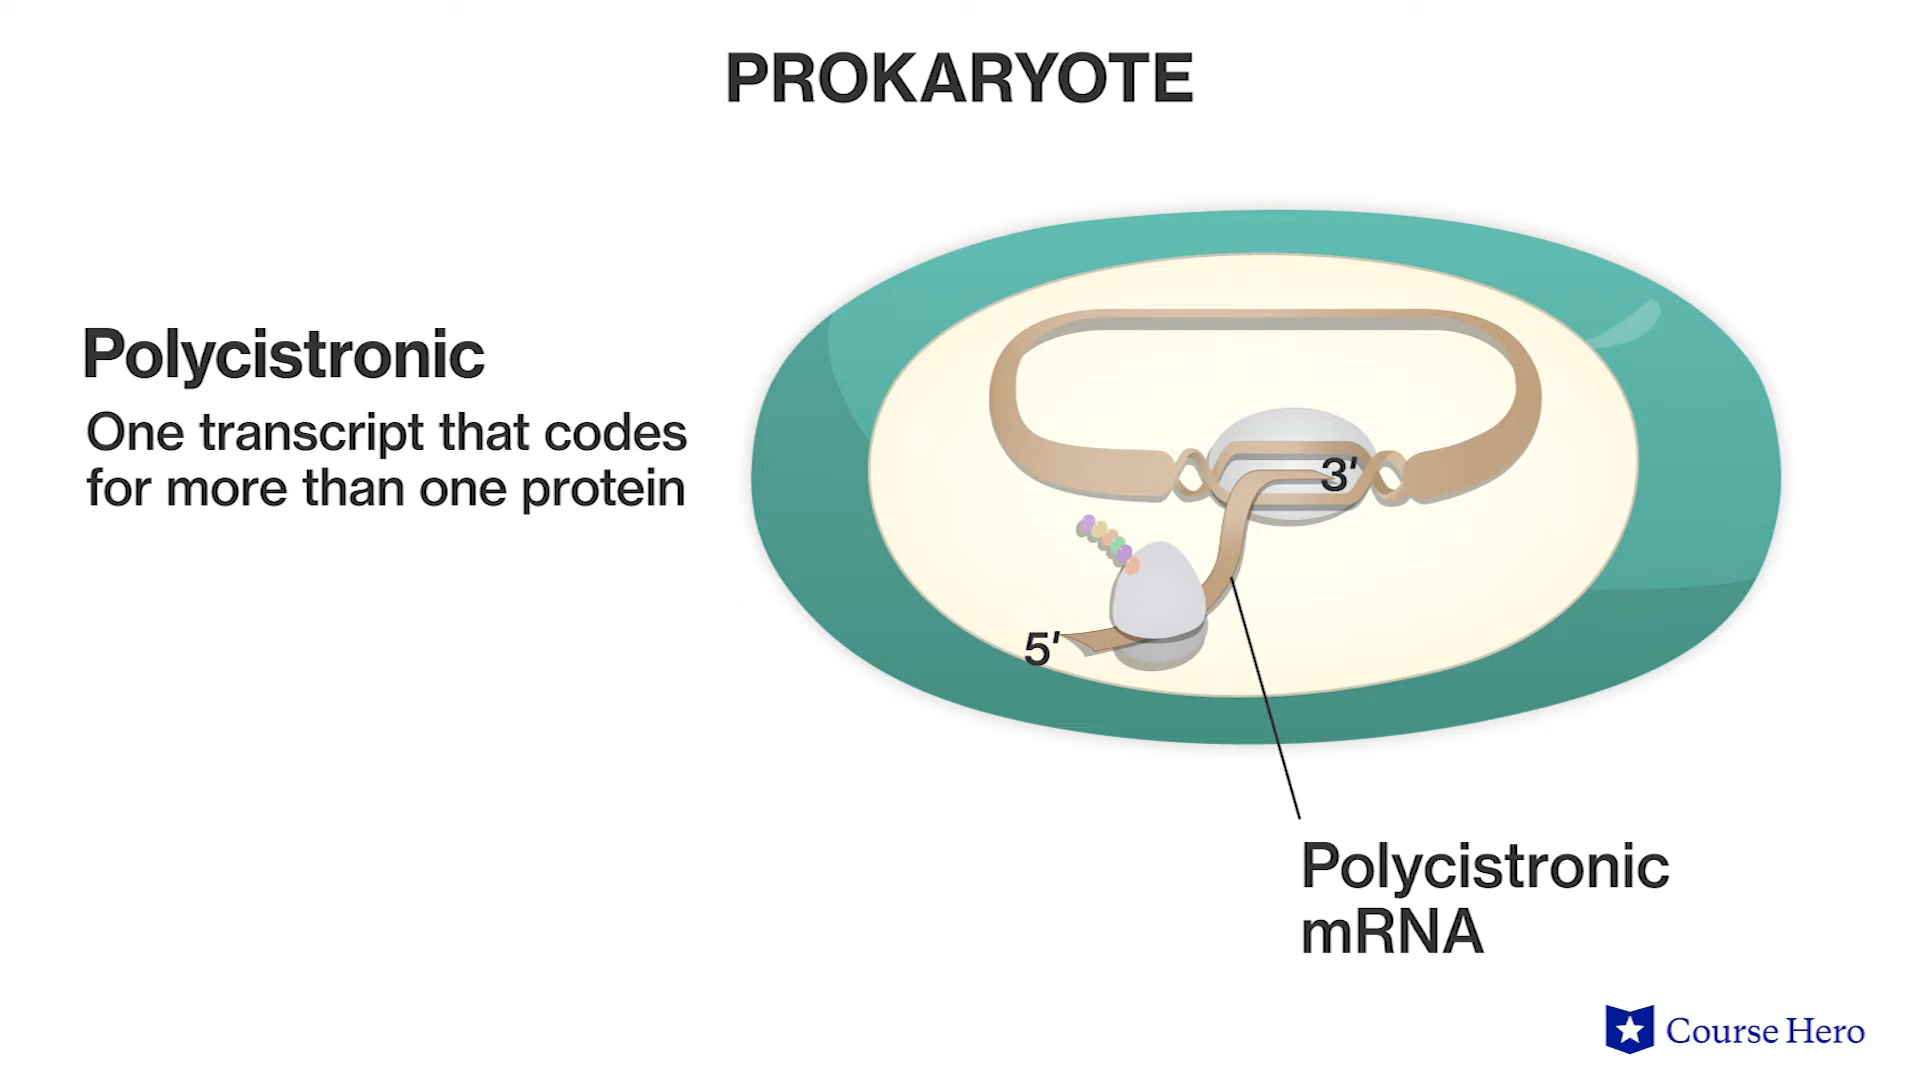 PROKARYOTE
Polycistronic
One transcript that codes
for more than one protein
3′
5′
Polycistronic
mRNA
Course Hero